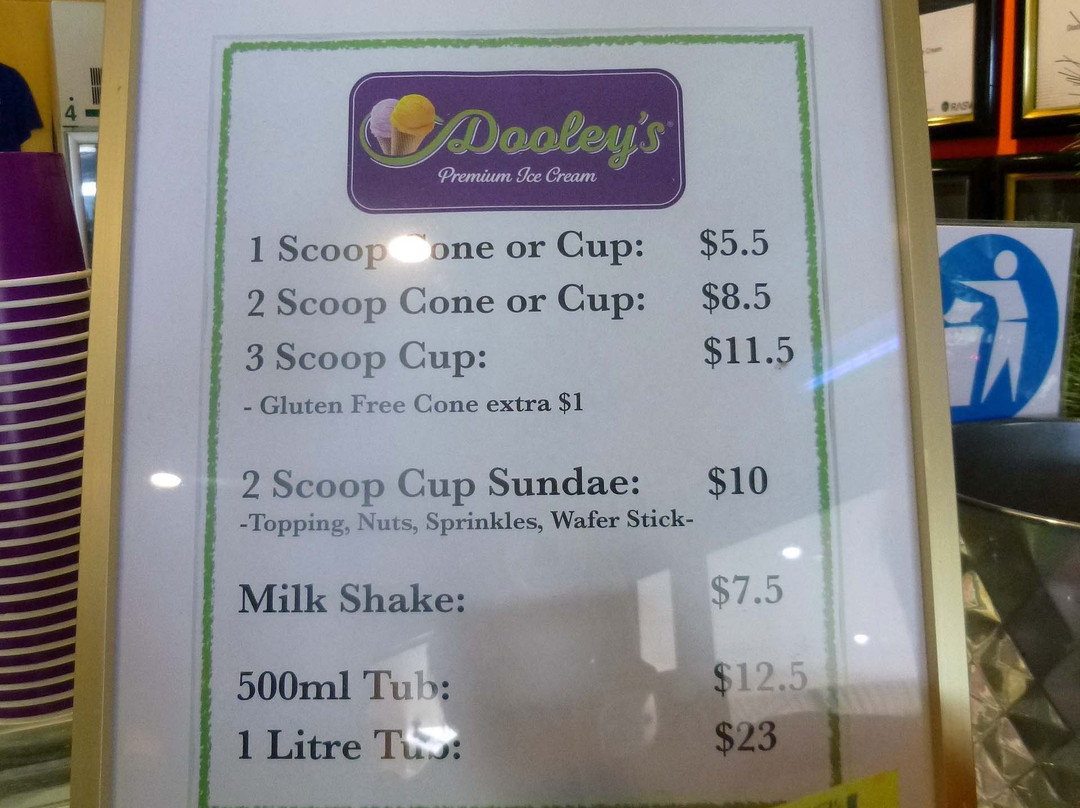 Dooley's
Premium Ice Cream
1 Scoop Cone or Cup: $5.5
2 Scoop Cone or Cup: $8.5
3 Scoop Cup: $11.5
- Gluten Free Cone extra $1
2 Scoop Cup Sundae: $10
-Topping, Nuts, Sprinkles, Wafer Stick-
Milk Shake: $7.5
500ml Tub: $12.5
1 Litre Tub: $23
4